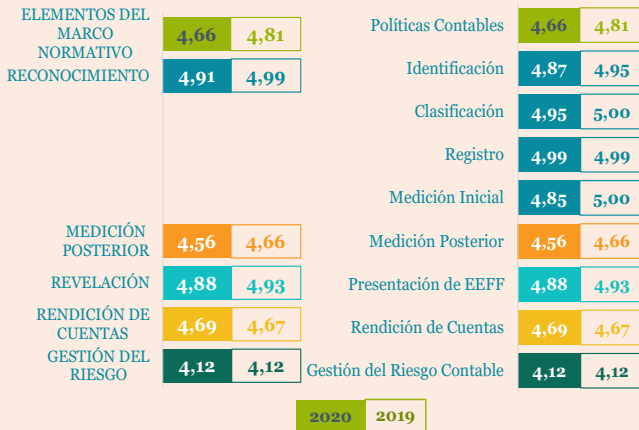 ELEMENTOS DEL
MARCO
NORMATIVO
4,66 4,81
RECONOCIMIENTO 4,91 4,99
MEDICIÓN
POSTERIOR
4,56 4,66
REVELACIÓN 4,88 4,93
RENDICIÓN DE
CUENTAS
4,69 4,67
GESTIÓN DEL
RIESGO
4,12 4,12
Políticas Contables 4,66 4,81
Identificación 4,87 4,95
Clasificación 4,95 5,00
Registro 4,99 4,99
Medición Inicial 4,85 5,00
Medición Posterior 4,56 4,66
Presentación de EEFF 4,88 4,93
Rendición de Cuentas 4,69 4,67
Gestión del Riesgo Contable 4,12 4,12
2020 2019